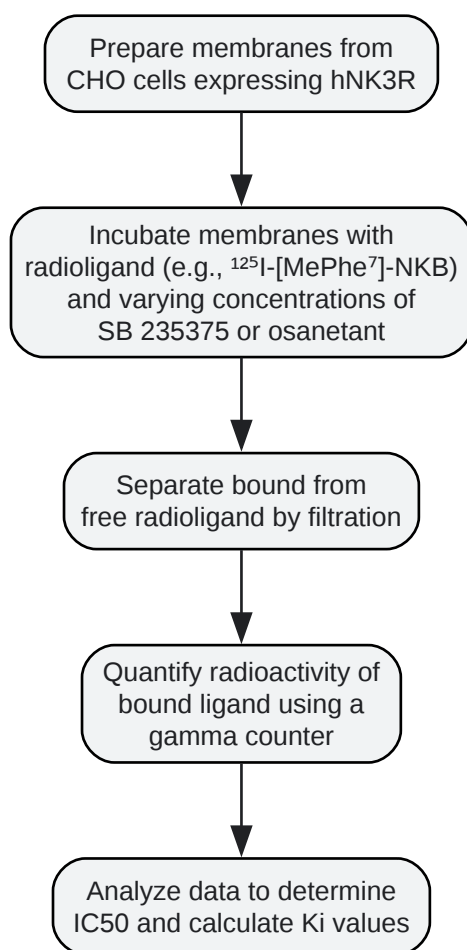 Prepare membranes from
CHO cells expressing hNK3R
Incubate membranes with
radioligand (e.g., ¹²⁵I-[MePhe⁷]-NKB)
and varying concentrations of
SB 235375 or osanetant
Separate bound from
free radioligand by filtration
Quantify radioactivity of
bound ligand using a
gamma counter
Analyze data to determine
IC50 and calculate Ki values